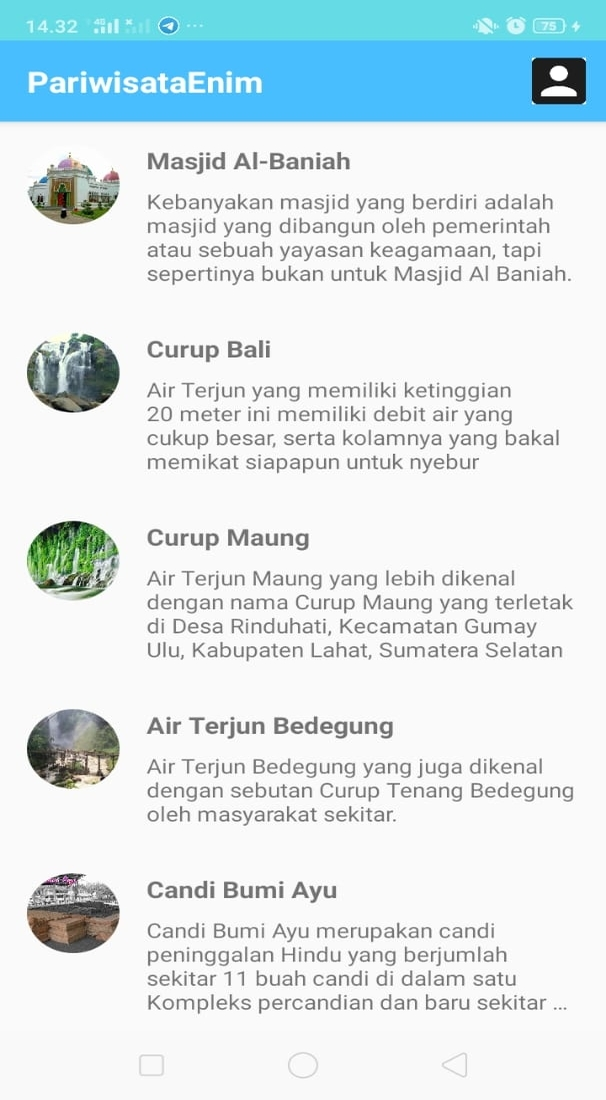 14.32
4G
75
PariwisataEnim
Masjid Al-Baniah
Kebanyakan masjid yang berdiri adalah
masjid yang dibangun oleh pemerintah
atau sebuah yayasan keagamaan, tapi
sepertinya bukan untuk Masjid Al Baniah.
Curup Bali
Air Terjun yang memiliki ketinggian
20 meter ini memiliki debit air yang
cukup besar, serta kolamnya yang bakal
memikat siapapun untuk nyebur
Curup Maung
Air Terjun Maung yang lebih dikenal
dengan nama Curup Maung yang terletak
di Desa Rinduhati, Kecamatan Gumay
Ulu, Kabupaten Lahat, Sumatera Selatan
Air Terjun Bedegung
Air Terjun Bedegung yang juga dikenal
dengan sebutan Curup Tenang Bedegung
oleh masyarakat sekitar.
Candi Bumi Ayu
Candi Bumi Ayu merupakan candi
peninggalan Hindu yang berjumlah
sekitar 11 buah candi di dalam satu
Kompleks percandian dan baru sekitar ...